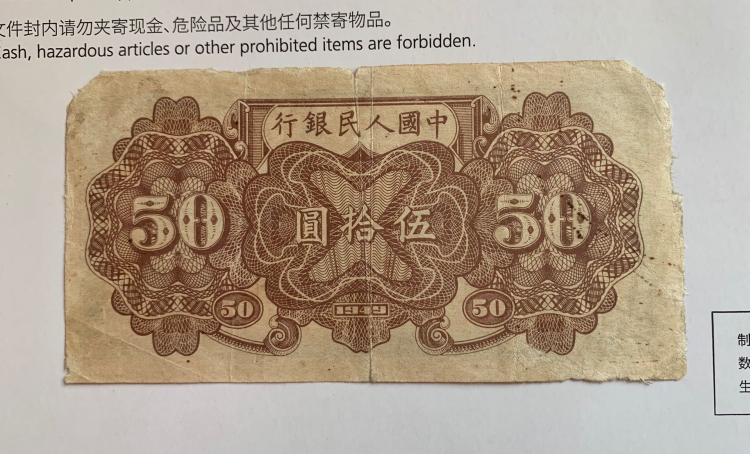 文件封内请勿夹寄现金、危险品及其他任何禁寄物品。
Cash, hazardous articles or other prohibited items are forbidden.
中國人民銀行
50
伍拾圓
50
50
1949
50
制
数
生